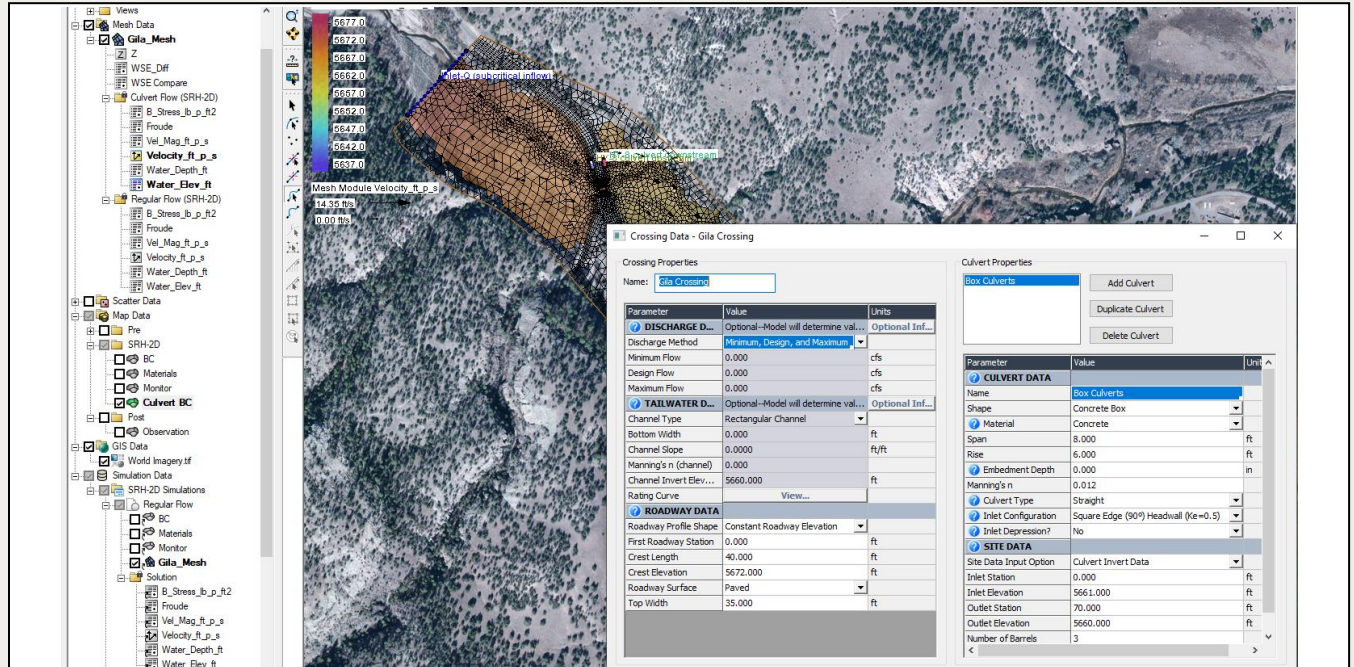 Views
Mesh Data
Gila_Mesh
Z
WSE_Diff
WSE Compare
Culvert Flow (SRH-2D)
B_Stress_lb_p_ft2
Froude
Vel_Mag_ft_p_s
Velocity_ft_p_s
Water_Depth_ft
Water_Elev_ft
Regular Flow (SRH-2D)
B_Stress_lb_p_ft2
Froude
Vel_Mag_ft_p_s
Velocity_ft_p_s
Water_Depth_ft
Water_Elev_ft
Scatter Data
Map Data
Pre
SRH-2D
BC
Materials
Monitor
Culvert BC
Post
Observation
GIS Data
World Imagery.tif
Simulation Data
SRH-2D Simulations
Regular Flow
BC
Materials
Monitor
Gila_Mesh
Solution
B_Stress_lb_p_ft2
Froude
Vel_Mag_ft_p_s
Velocity_ft_p_s
Water_Depth_ft
Water_Elev_ft
5677.0
5672.0
5667.0
5662.0
5657.0
5652.0
5647.0
5642.0
5637.0
Inlet-Q (subcritical inflow)
Mesh Module Velocity_ft_p_s
14.35 ft/s
0.00 ft/s
Crossing Data - Gila Crossing
Crossing Properties
Name: Gila Crossing
Parameter Value Units
DISCHARGE D... Optional--Model will determine val... Optional Inf...
Discharge Method Minimum, Design, and Maximum
Minimum Flow 0.000 cfs
Design Flow 0.000 cfs
Maximum Flow 0.000 cfs
TAILWATER D... Optional--Model will determine val... Optional Inf...
Channel Type Rectangular Channel
Bottom Width 0.000 ft
Channel Slope 0.0000 ft/ft
Manning's n (channel) 0.000
Channel Invert Elev... 5660.000 ft
Rating Curve View...
ROADWAY DATA
Roadway Profile Shape Constant Roadway Elevation
First Roadway Station 0.000 ft
Crest Length 40.000 ft
Crest Elevation 5672.000 ft
Roadway Surface Paved
Top Width 35.000 ft
Culvert Properties
Box Culverts
Add Culvert
Duplicate Culvert
Delete Culvert
Parameter Value Unit
CULVERT DATA
Name Box Culverts
Shape Concrete Box
Material Concrete
Span 8.000 ft
Rise 6.000 ft
Embedment Depth 0.000 in
Manning's n 0.012
Culvert Type Straight
Inlet Configuration Square Edge (90º) Headwall (Ke=0.5)
Inlet Depression? No
SITE DATA
Site Data Input Option Culvert Invert Data
Inlet Station 0.000 ft
Inlet Elevation 5661.000 ft
Outlet Station 70.000 ft
Outlet Elevation 5660.000 ft
Number of Barrels 3